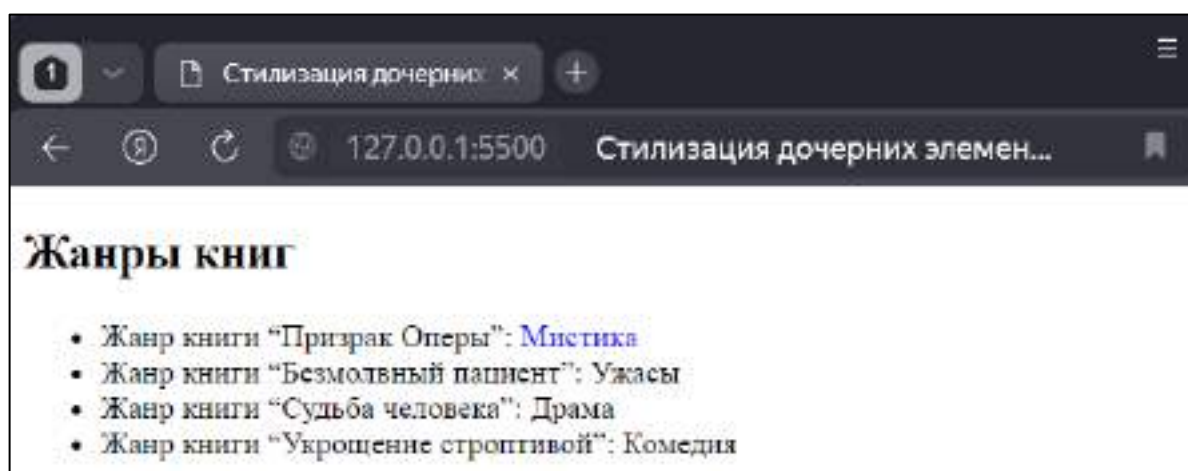 1
Стилизация дочерних
Я
127.0.0.1:5500 Стилизация дочерних элемен...
Жанры книг
• Жанр книги “Призрак Оперы”: Мистика
• Жанр книги “Безмолвный пациент”: Ужасы
• Жанр книги “Судьба человека”: Драма
• Жанр книги “Укрощение строптивой”: Комедия